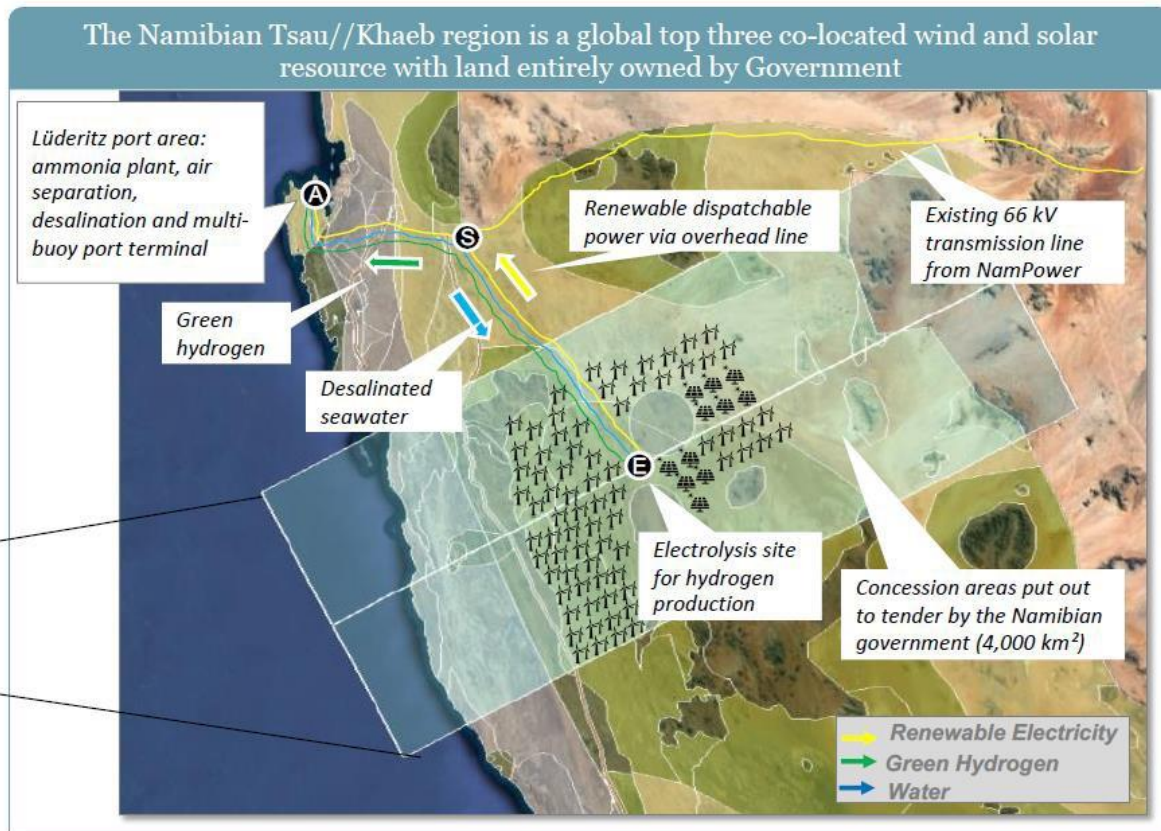 The Namibian Tsau//Khaeb region is a global top three co-located wind and solar
resource with land entirely owned by Government
Lüderitz port area:
ammonia plant, air
separation,
desalination and multi-
buoy port terminal
A
S
Renewable dispatchable
power via overhead line
Existing 66 kV
transmission line
from NamPower
Green
hydrogen
Desalinated
seawater
E
Electrolysis site
for hydrogen
production
Concession areas put out
to tender by the Namibian
government (4,000 km²)
Renewable Electricity
Green Hydrogen
Water